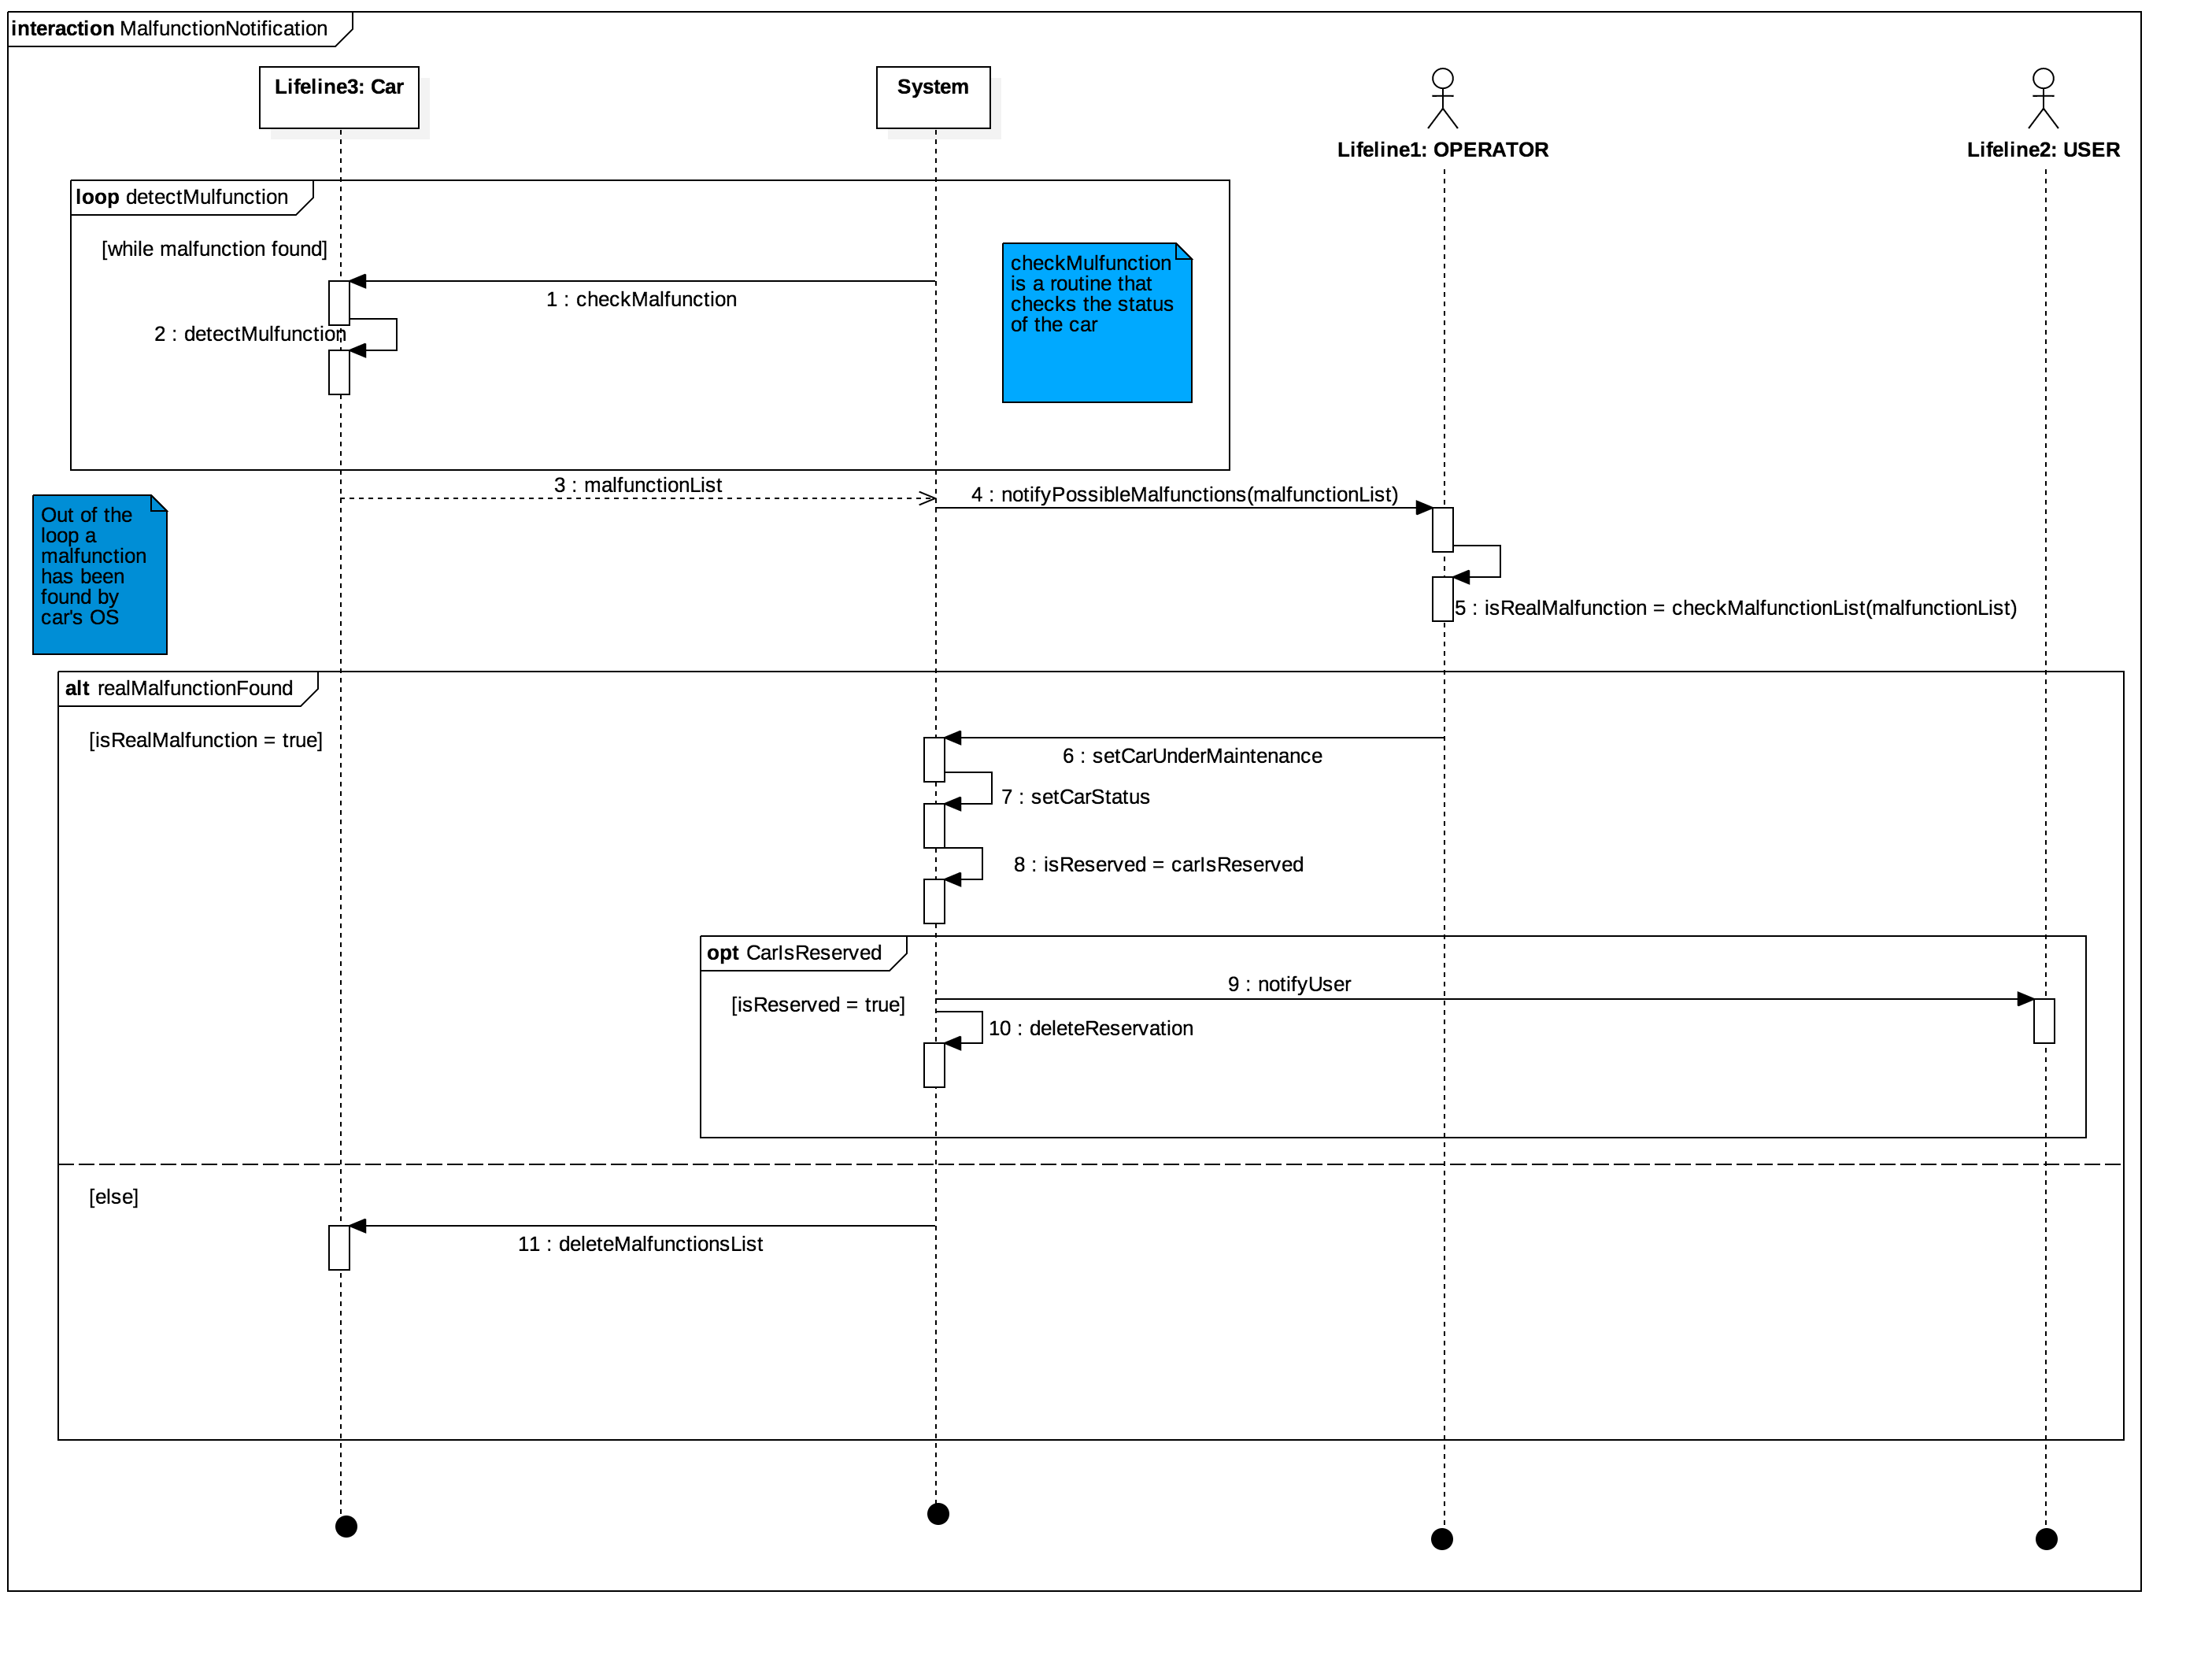 interaction MalfunctionNotification
Lifeline3: Car
System
Lifeline1: OPERATOR
Lifeline2: USER
loop detectMulfunction
[while malfunction found]
checkMulfunction
is a routine that
checks the status
of the car
1 : checkMalfunction
2 : detectMulfunction
3 : malfunctionList
4 : notifyPossibleMalfunctions(malfunctionList)
Out of the
loop a
malfunction
has been
found by
car's OS
5 : isRealMalfunction = checkMalfunctionList(malfunctionList)
alt realMalfunctionFound
[isRealMalfunction = true]
6 : setCarUnderMaintenance
7 : setCarStatus
8 : isReserved = carIsReserved
opt CarIsReserved
[isReserved = true]
9 : notifyUser
10 : deleteReservation
[else]
11 : deleteMalfunctionsList